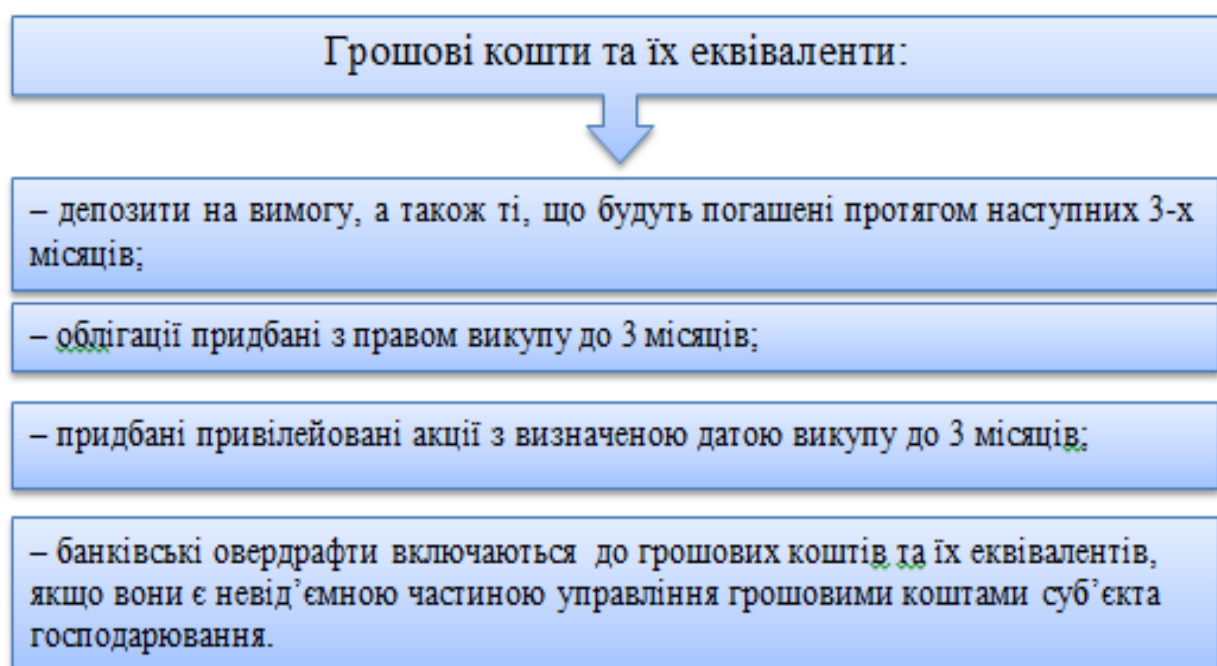 Грошові кошти та їх еквіваленти:
– депозити на вимогу, а також ті, що будуть погашені протягом наступних 3-х
місяців;
– облігації придбані з правом викупу до 3 місяців;
– придбані привілейовані акції з визначеною датою викупу до 3 місяців;
– банківські овердрафти включаються до грошових коштів та їх еквівалентів,
якщо вони є невід’ємною частиною управління грошовими коштами суб’єкта
господарювання.